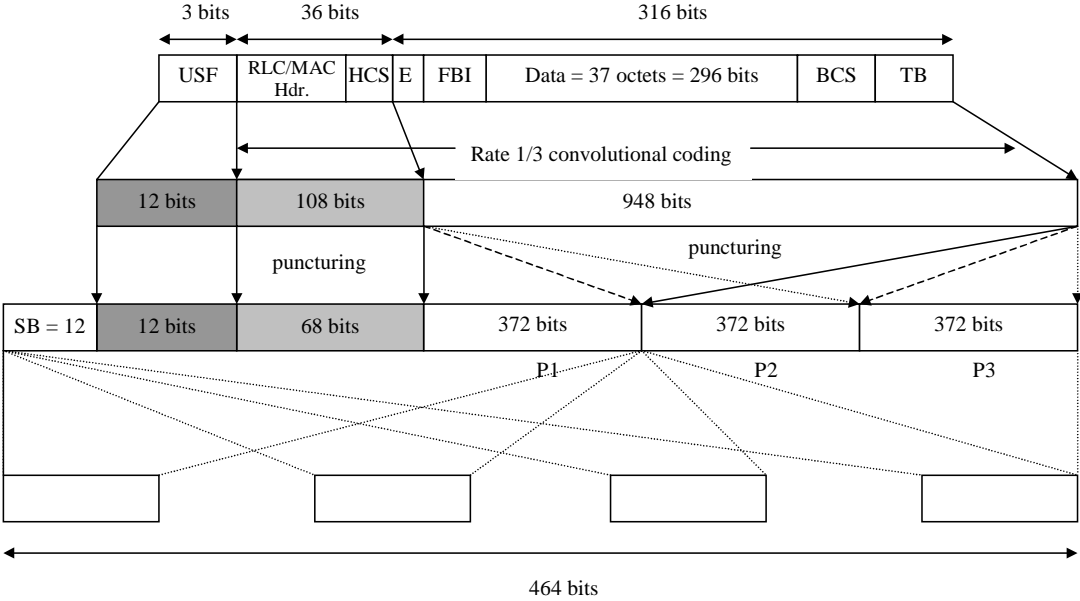 3 bits 36 bits 316 bits
USF RLC/MAC Hdr. HCS E FBI Data = 37 octets = 296 bits BCS TB
Rate 1/3 convolutional coding
12 bits 108 bits 948 bits
puncturing puncturing
SB = 12 12 bits 68 bits 372 bits 372 bits 372 bits
P1 P2 P3
464 bits